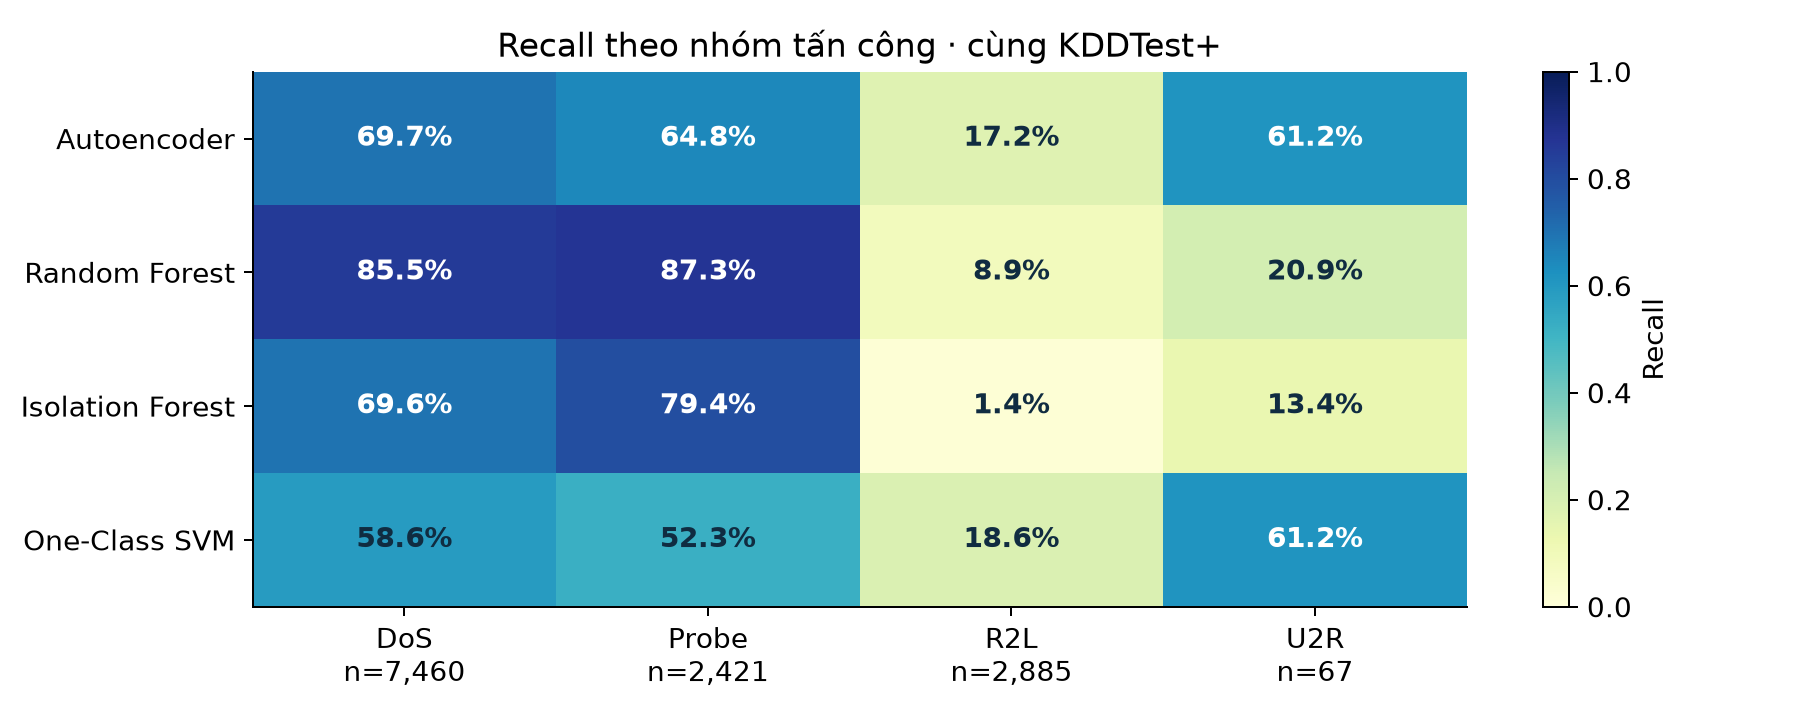 Recall theo nhóm tấn công · cùng KDDTest+
Autoencoder 69.7% 64.8% 17.2% 61.2%
Random Forest 85.5% 87.3% 8.9% 20.9%
Isolation Forest 69.6% 79.4% 1.4% 13.4%
One-Class SVM 58.6% 52.3% 18.6% 61.2%
DoS Probe R2L U2R
n=7,460 n=2,421 n=2,885 n=67
1.0
0.8
0.6
0.4
0.2
0.0
Recall